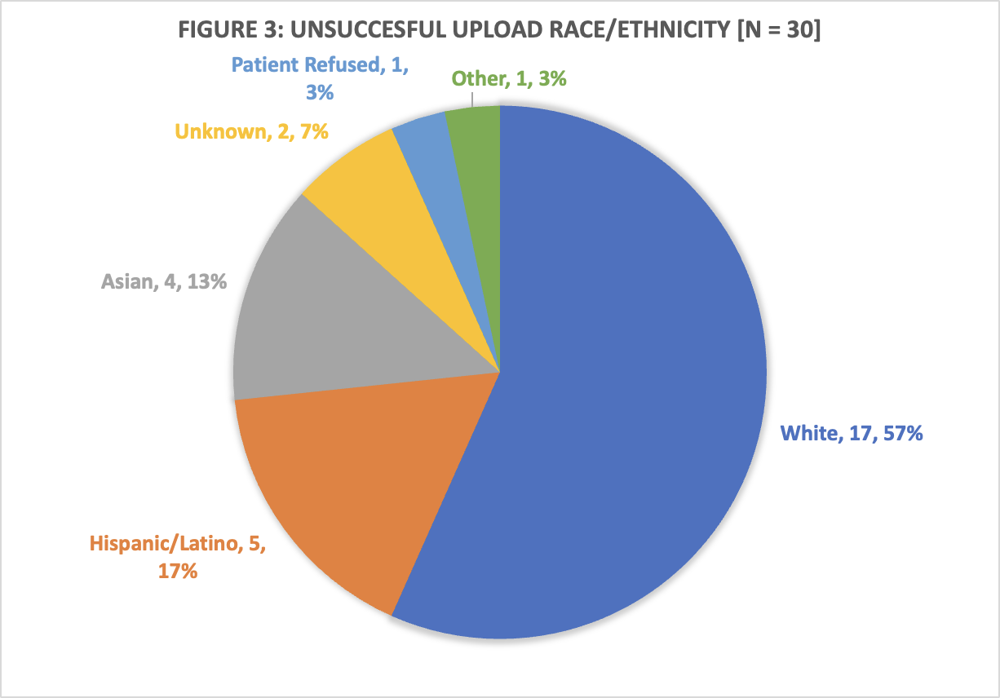 FIGURE 3: UNSUCCESFUL UPLOAD RACE/ETHNICITY [N = 30]
Patient Refused, 1,
3%
Other, 1, 3%
Unknown, 2, 7%
Asian, 4, 13%
White, 17, 57%
Hispanic/Latino, 5,
17%